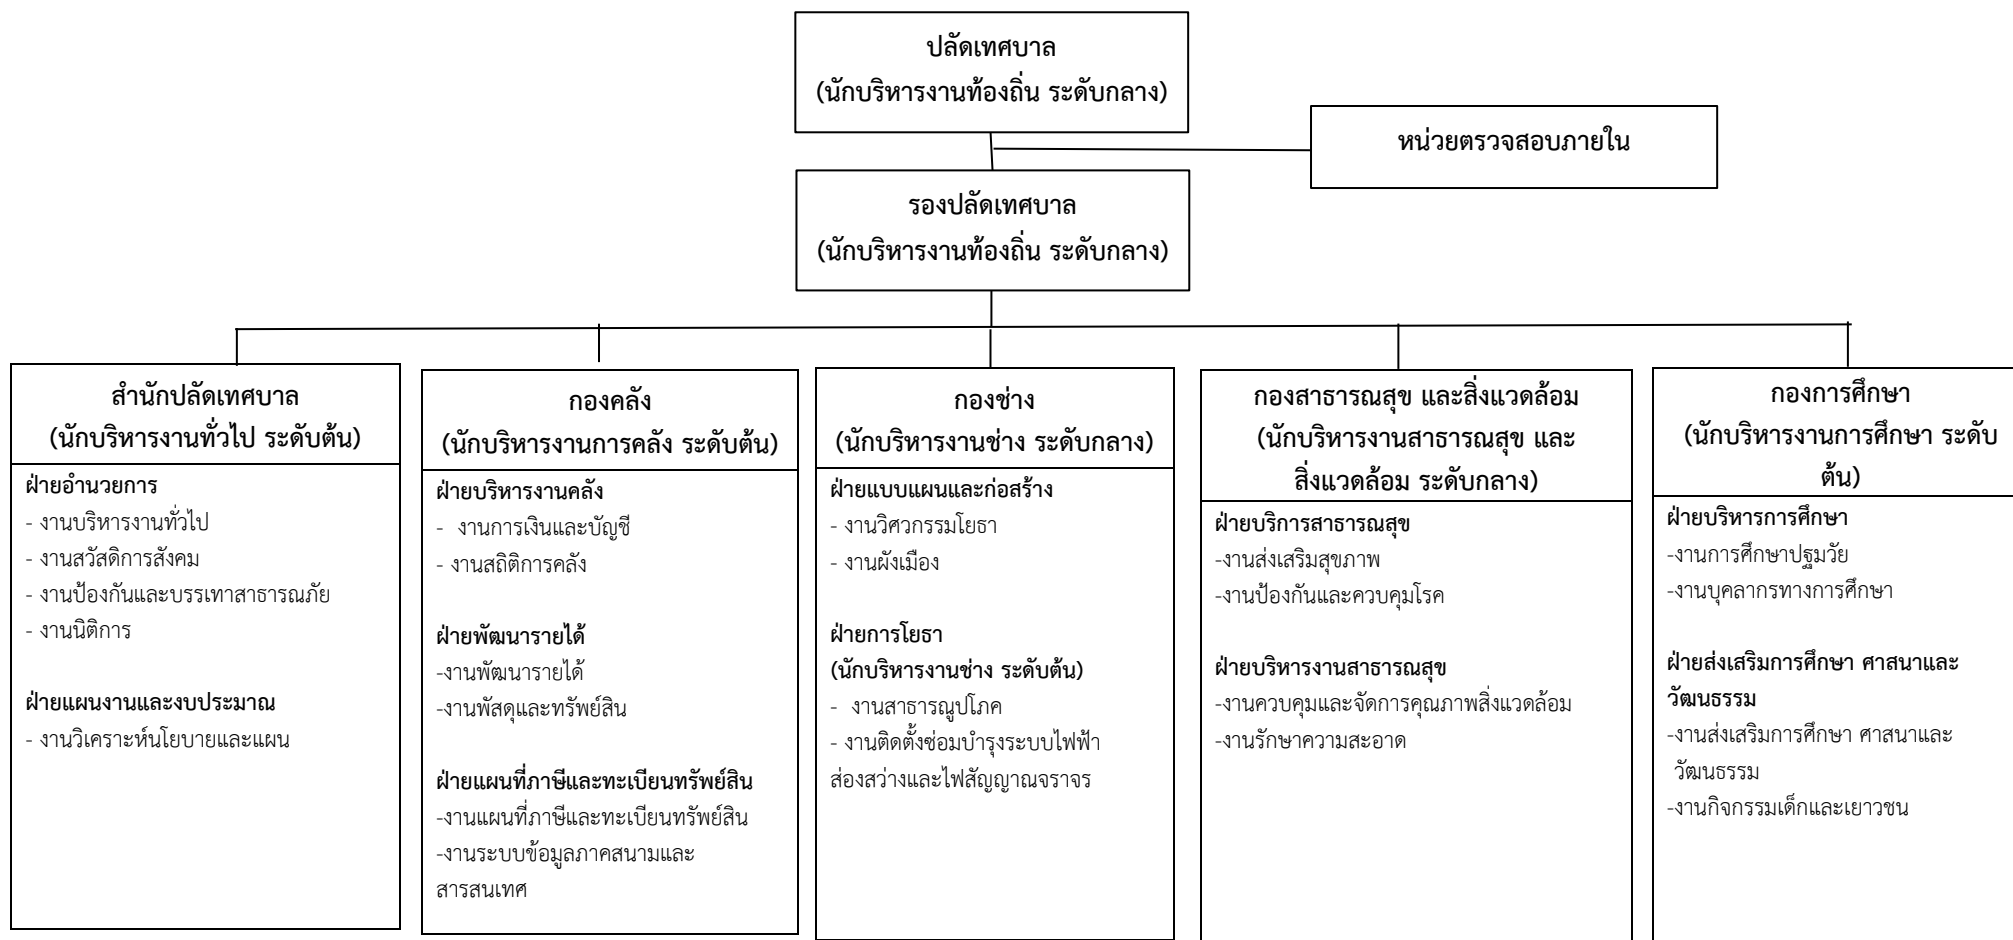 ปลัดเทศบาล
(นักบริหารงานท้องถิ่น ระดับกลาง)
หน่วยตรวจสอบภายใน
รองปลัดเทศบาล
(นักบริหารงานท้องถิ่น ระดับกลาง)
สำนักปลัดเทศบาล
(นักบริหารงานทั่วไป ระดับต้น)
ฝ่ายอำนวยการ
- งานบริหารงานทั่วไป
- งานสวัสดิการสังคม
- งานป้องกันและบรรเทาสาธารณภัย
- งานนิติการ
ฝ่ายแผนงานและงบประมาณ
- งานวิเคราะห์นโยบายและแผน
กองคลัง
(นักบริหารงานการคลัง ระดับต้น)
ฝ่ายบริหารงานคลัง
- งานการเงินและบัญชี
- งานสถิติการคลัง
ฝ่ายพัฒนารายได้
-งานพัฒนารายได้
-งานพัสดุและทรัพย์สิน
ฝ่ายแผนที่ภาษีและทะเบียนทรัพย์สิน
-งานแผนที่ภาษีและทะเบียนทรัพย์สิน
-งานระบบข้อมูลภาคสนามและ
สารสนเทศ
กองช่าง
(นักบริหารงานช่าง ระดับกลาง)
ฝ่ายแบบแผนและก่อสร้าง
- งานวิศวกรรมโยธา
- งานผังเมือง
ฝ่ายการโยธา
(นักบริหารงานช่าง ระดับต้น)
- งานสาธารณูปโภค
- งานติดตั้งซ่อมบำรุงระบบไฟฟ้า
ส่องสว่างและไฟสัญญาณจราจร
กองสาธารณสุข และสิ่งแวดล้อม
(นักบริหารงานสาธารณสุข และ
สิ่งแวดล้อม ระดับกลาง)
ฝ่ายบริการสาธารณสุข
-งานส่งเสริมสุขภาพ
-งานป้องกันและควบคุมโรค
ฝ่ายบริหารงานสาธารณสุข
-งานควบคุมและจัดการคุณภาพสิ่งแวดล้อม
-งานรักษาความสะอาด
กองการศึกษา
(นักบริหารงานการศึกษา ระดับ
ต้น)
ฝ่ายบริหารการศึกษา
-งานการศึกษาปฐมวัย
-งานบุคลากรทางการศึกษา
ฝ่ายส่งเสริมการศึกษา ศาสนาและ
วัฒนธรรม
-งานส่งเสริมการศึกษา ศาสนาและ
วัฒนธรรม
-งานกิจกรรมเด็กและเยาวชน